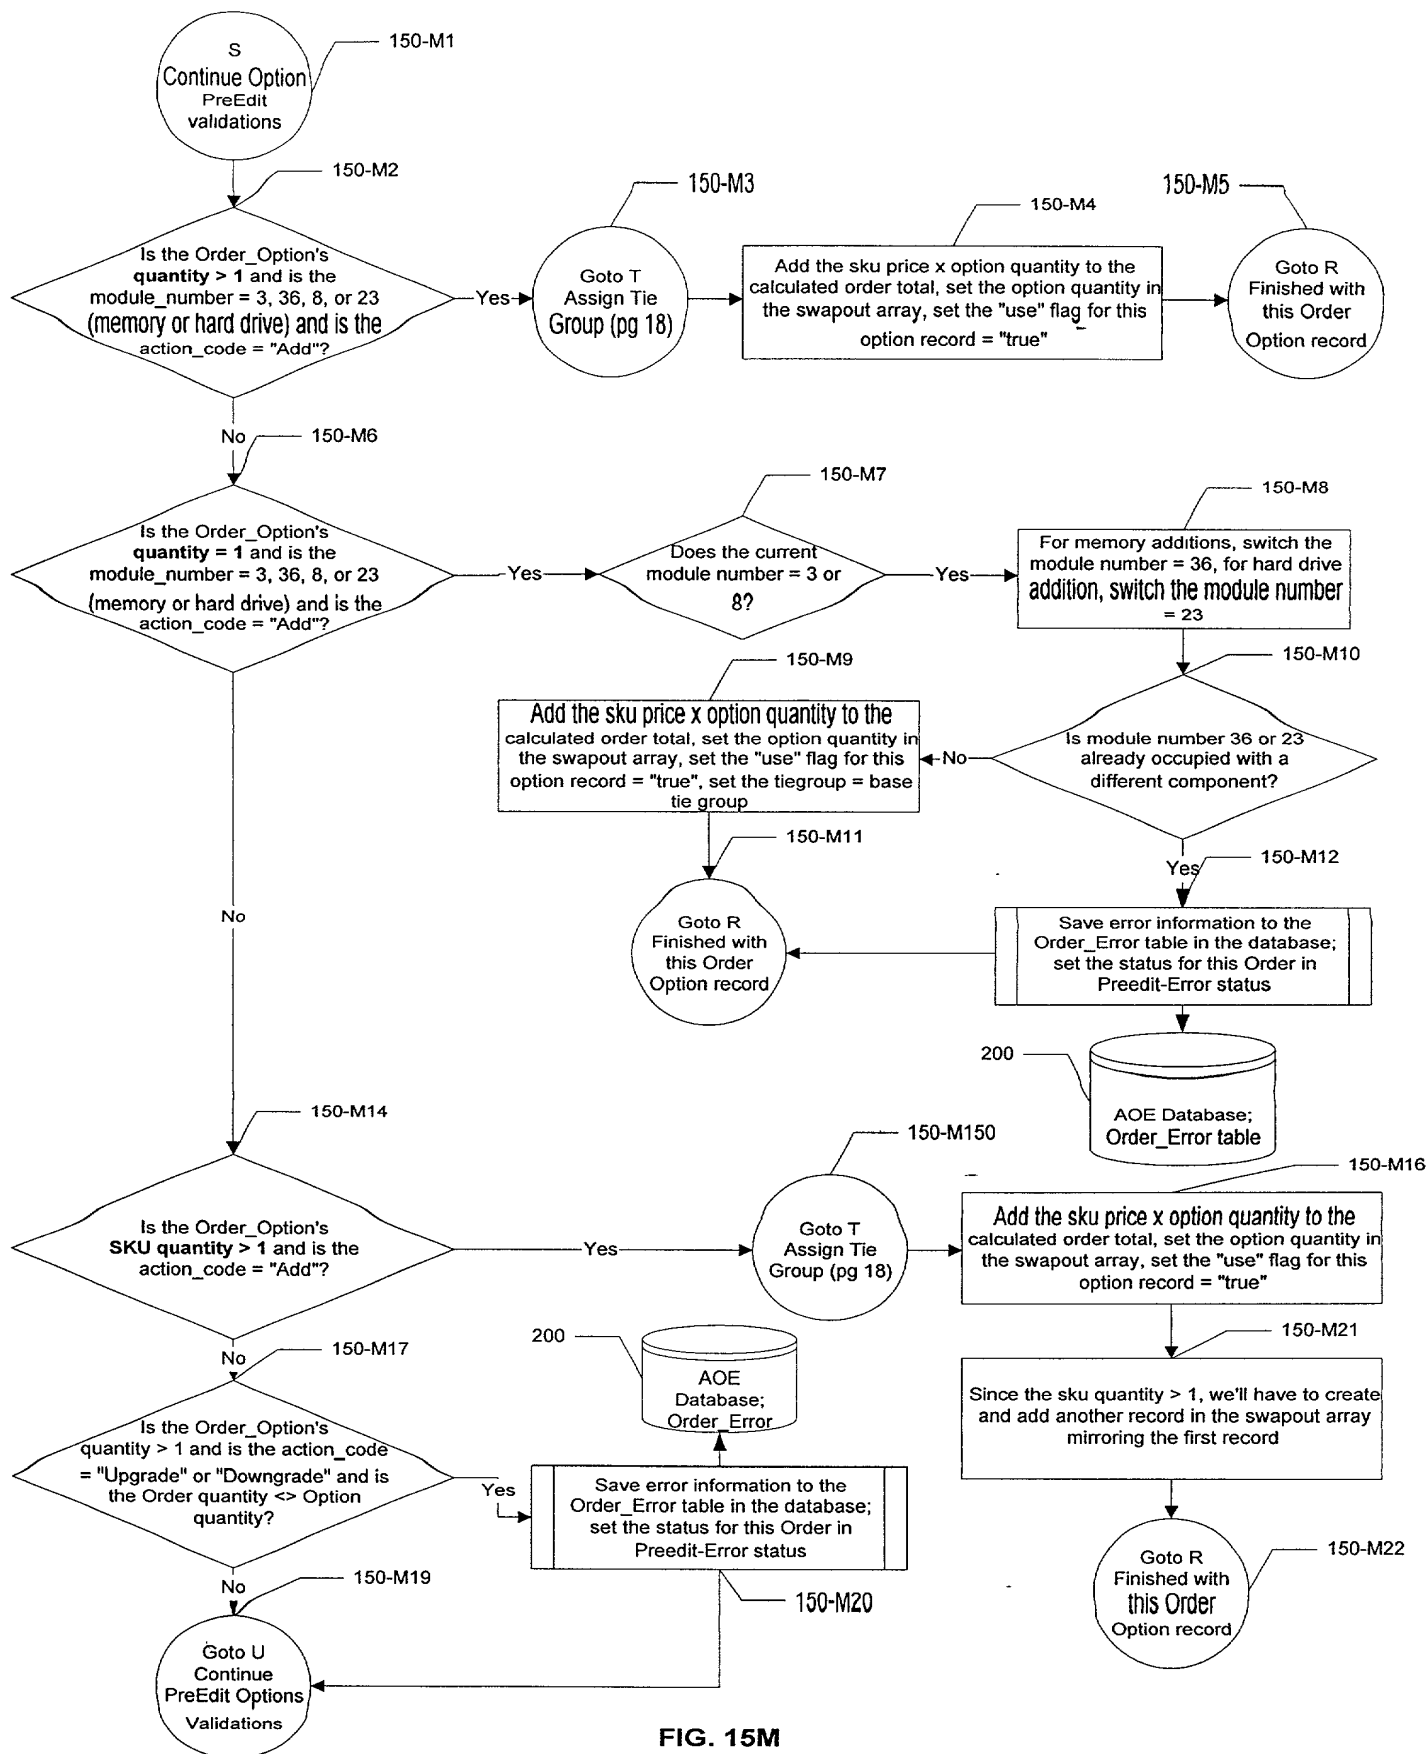 S
Continue Option
PreEdit
validations
150-M1
150-M2
Is the Order_Option's
quantity > 1 and is the
module_number = 3, 36, 8, or 23
(memory or hard drive) and is the
action_code = "Add"?
Yes
150-M3
Goto T
Assign Tie
Group (pg 18)
150-M4
Add the sku price x option quantity to the
calculated order total, set the option quantity in
the swapout array, set the "use" flag for this
option record = "true"
150-M5
Goto R
Finished with
this Order
Option record
No
150-M6
Is the Order_Option's
quantity = 1 and is the
module_number = 3, 36, 8, or 23
(memory or hard drive) and is the
action_code = "Add"?
Yes
150-M7
Does the current
module number = 3 or
8?
Yes
150-M8
For memory additions, switch the
module number = 36, for hard drive
addition, switch the module number
= 23
150-M9
Add the sku price x option quantity to the
calculated order total, set the option quantity in
the swapout array, set the "use" flag for this
option record = "true", set the tiegroup = base
tie group
No
150-M10
Is module number 36 or 23
already occupied with a
different component?
150-M11
Goto R
Finished with
this Order
Option record
Yes
150-M12
Save error information to the
Order_Error table in the database;
set the status for this Order in
Preedit-Error status
200
AOE Database;
Order_Error table
No
150-M14
Is the Order_Option's
SKU quantity > 1 and is the
action_code = "Add"?
Yes
150-M150
Goto T
Assign Tie
Group (pg 18)
150-M16
Add the sku price x option quantity to the
calculated order total, set the option quantity in
the swapout array, set the "use" flag for this
option record = "true"
150-M21
Since the sku quantity > 1, we'll have to create
and add another record in the swapout array
mirroring the first record
150-M22
Goto R
Finished with
this Order
Option record
No
150-M17
Is the Order_Option's
quantity > 1 and is the action_code
= "Upgrade" or "Downgrade" and is
the Order quantity <> Option
quantity?
Yes
200
AOE
Database;
Order_Error
Save error information to the
Order_Error table in the database;
set the status for this Order in
Preedit-Error status
150-M20
No
150-M19
Goto U
Continue
PreEdit Options
Validations
FIG. 15M